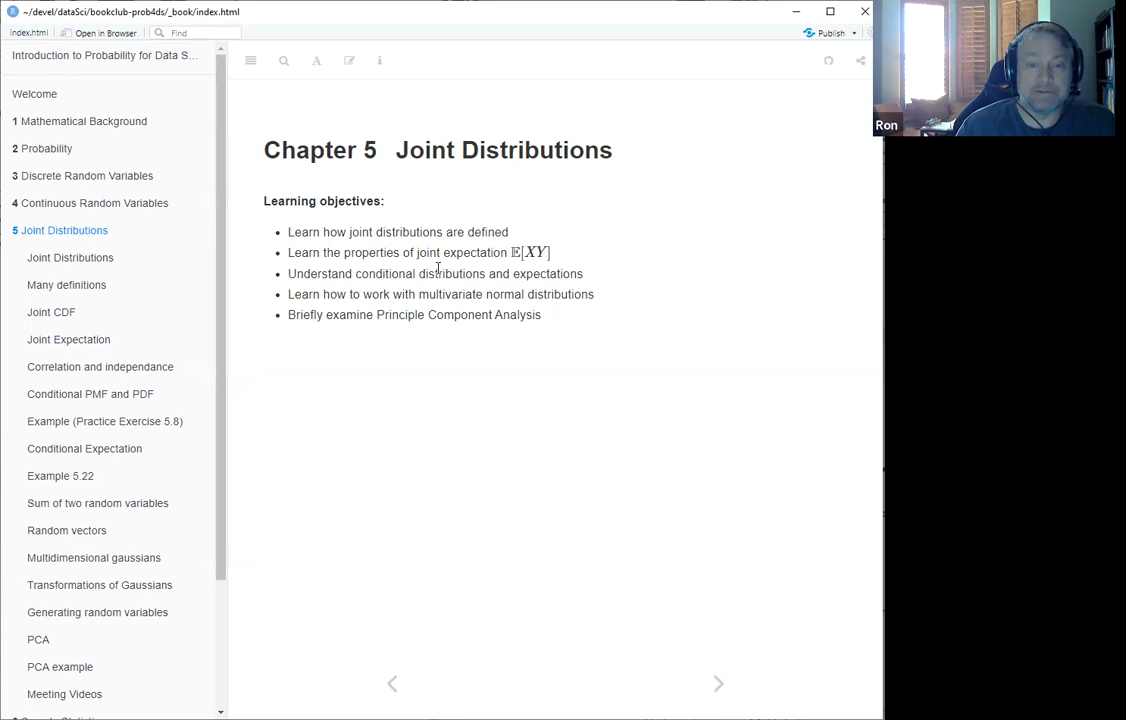 ~/devel/dataSci/bookclub-prob4ds/_book/index.html
index.html Open in Browser Find Publish
Introduction to Probability for Data S...
Welcome
1 Mathematical Background
2 Probability
3 Discrete Random Variables
4 Continuous Random Variables
5 Joint Distributions
Joint Distributions
Many definitions
Joint CDF
Joint Expectation
Correlation and independence
Conditional PMF and PDF
Example (Practice Exercise 5.8)
Conditional Expectation
Example 5.22
Sum of two random variables
Random vectors
Multidimensional gaussians
Transformations of Gaussians
Generating random variables
PCA
PCA example
Meeting Videos
Chapter 5 Joint Distributions
Learning objectives:
• Learn how joint distributions are defined
• Learn the properties of joint expectation 𝔼[XY]
• Understand conditional distributions and expectations
• Learn how to work with multivariate normal distributions
• Briefly examine Principle Component Analysis
Ron